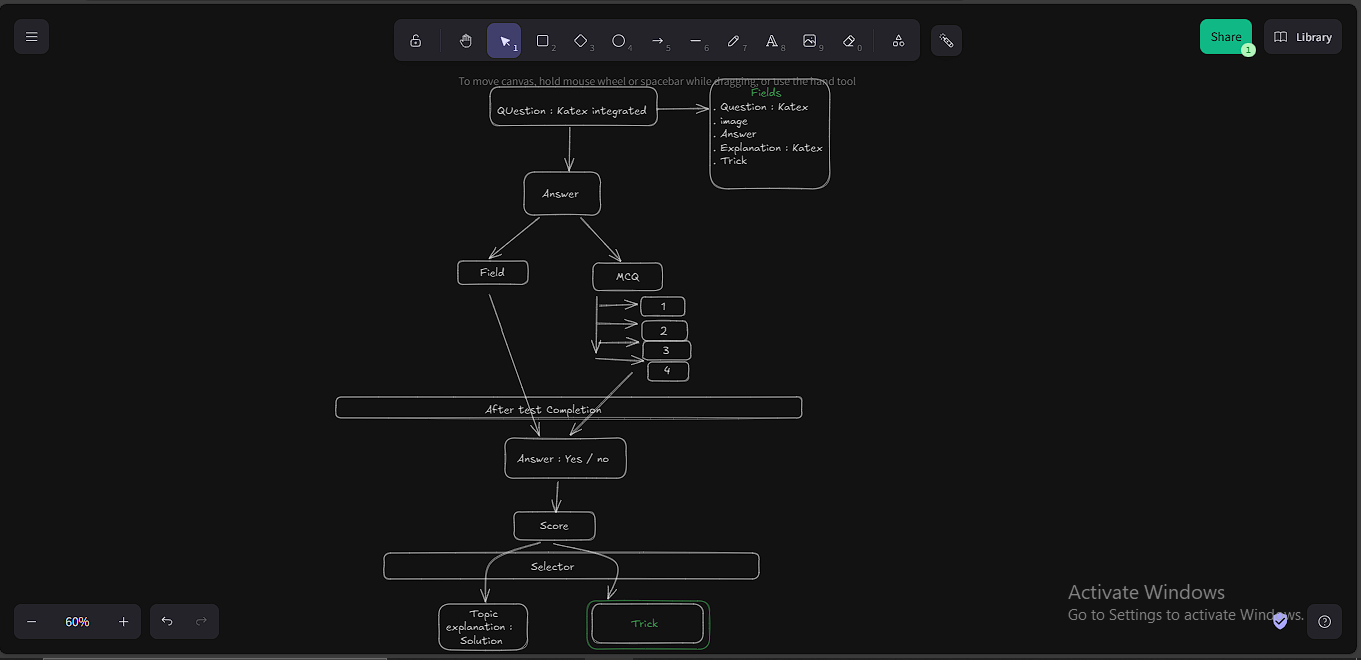 1
2
3
4
5
6
7
8
9
0
Share
1
Library
To move canvas, hold mouse wheel or spacebar while dragging, or use the hand tool
Fields
QUestion : Katex integrated
. Question : Katex
. image
. Answer
. Explanation : Katex
. Trick
Answer
Field
MCQ
1
2
3
4
After test Completion
Answer : Yes / no
Score
Selector
Topic
explanation :
Solution
Trick
60%
Activate Windows
Go to Settings to activate Windows.